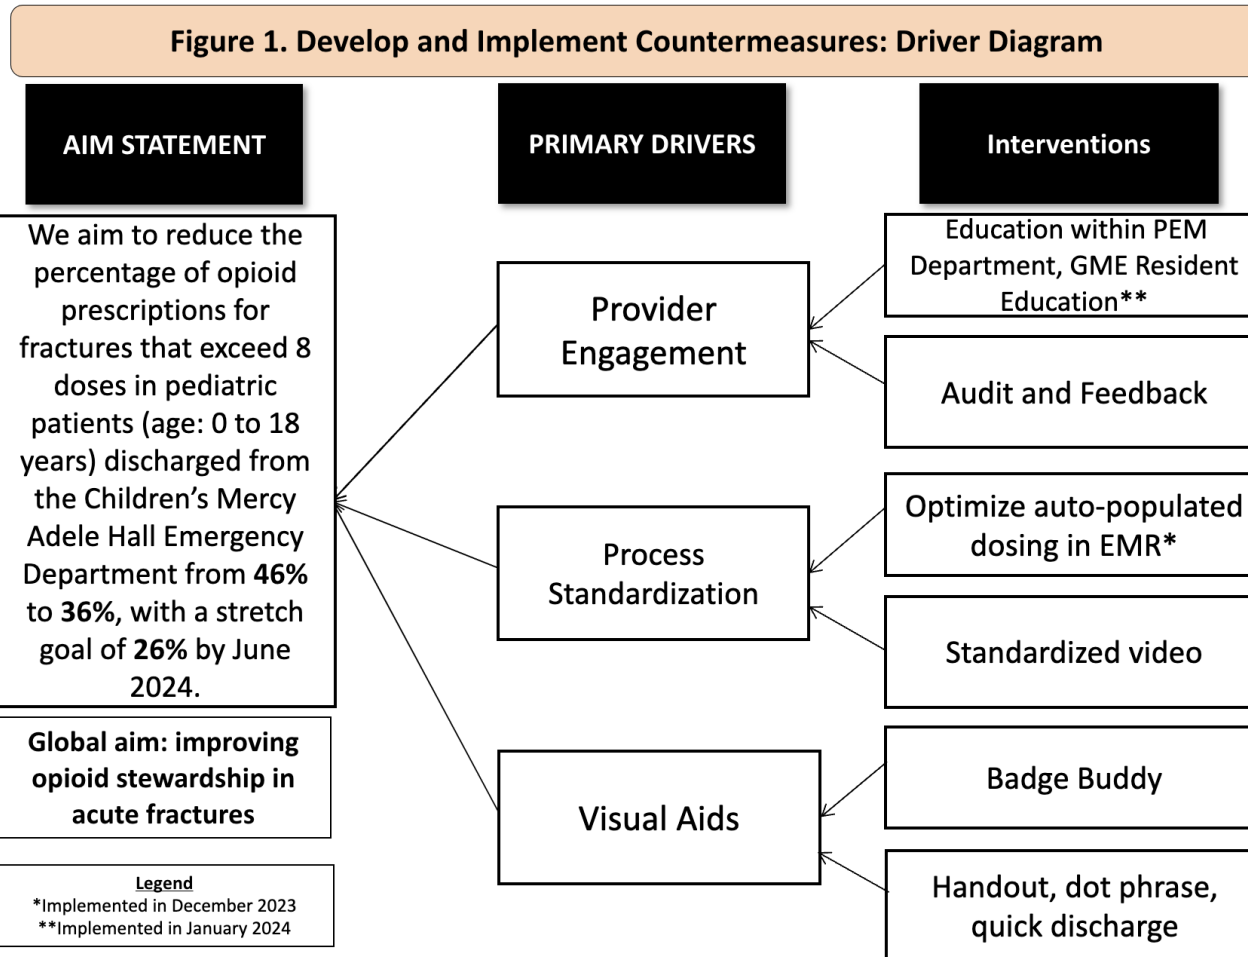 Figure 1. Develop and Implement Countermeasures: Driver Diagram
AIM STATEMENT
We aim to reduce the
percentage of opioid
prescriptions for
fractures that exceed 8
doses in pediatric
patients (age: 0 to 18
years) discharged from
the Children’s Mercy
Adele Hall Emergency
Department from 46%
to 36%, with a stretch
goal of 26% by June
2024.
Global aim: improving
opioid stewardship in
acute fractures
Legend
*Implemented in December 2023
**Implemented in January 2024
PRIMARY DRIVERS
Provider
Engagement
Process
Standardization
Visual Aids
Interventions
Education within PEM
Department, GME Resident
Education**
Audit and Feedback
Optimize auto-populated
dosing in EMR*
Standardized video
Badge Buddy
Handout, dot phrase,
quick discharge